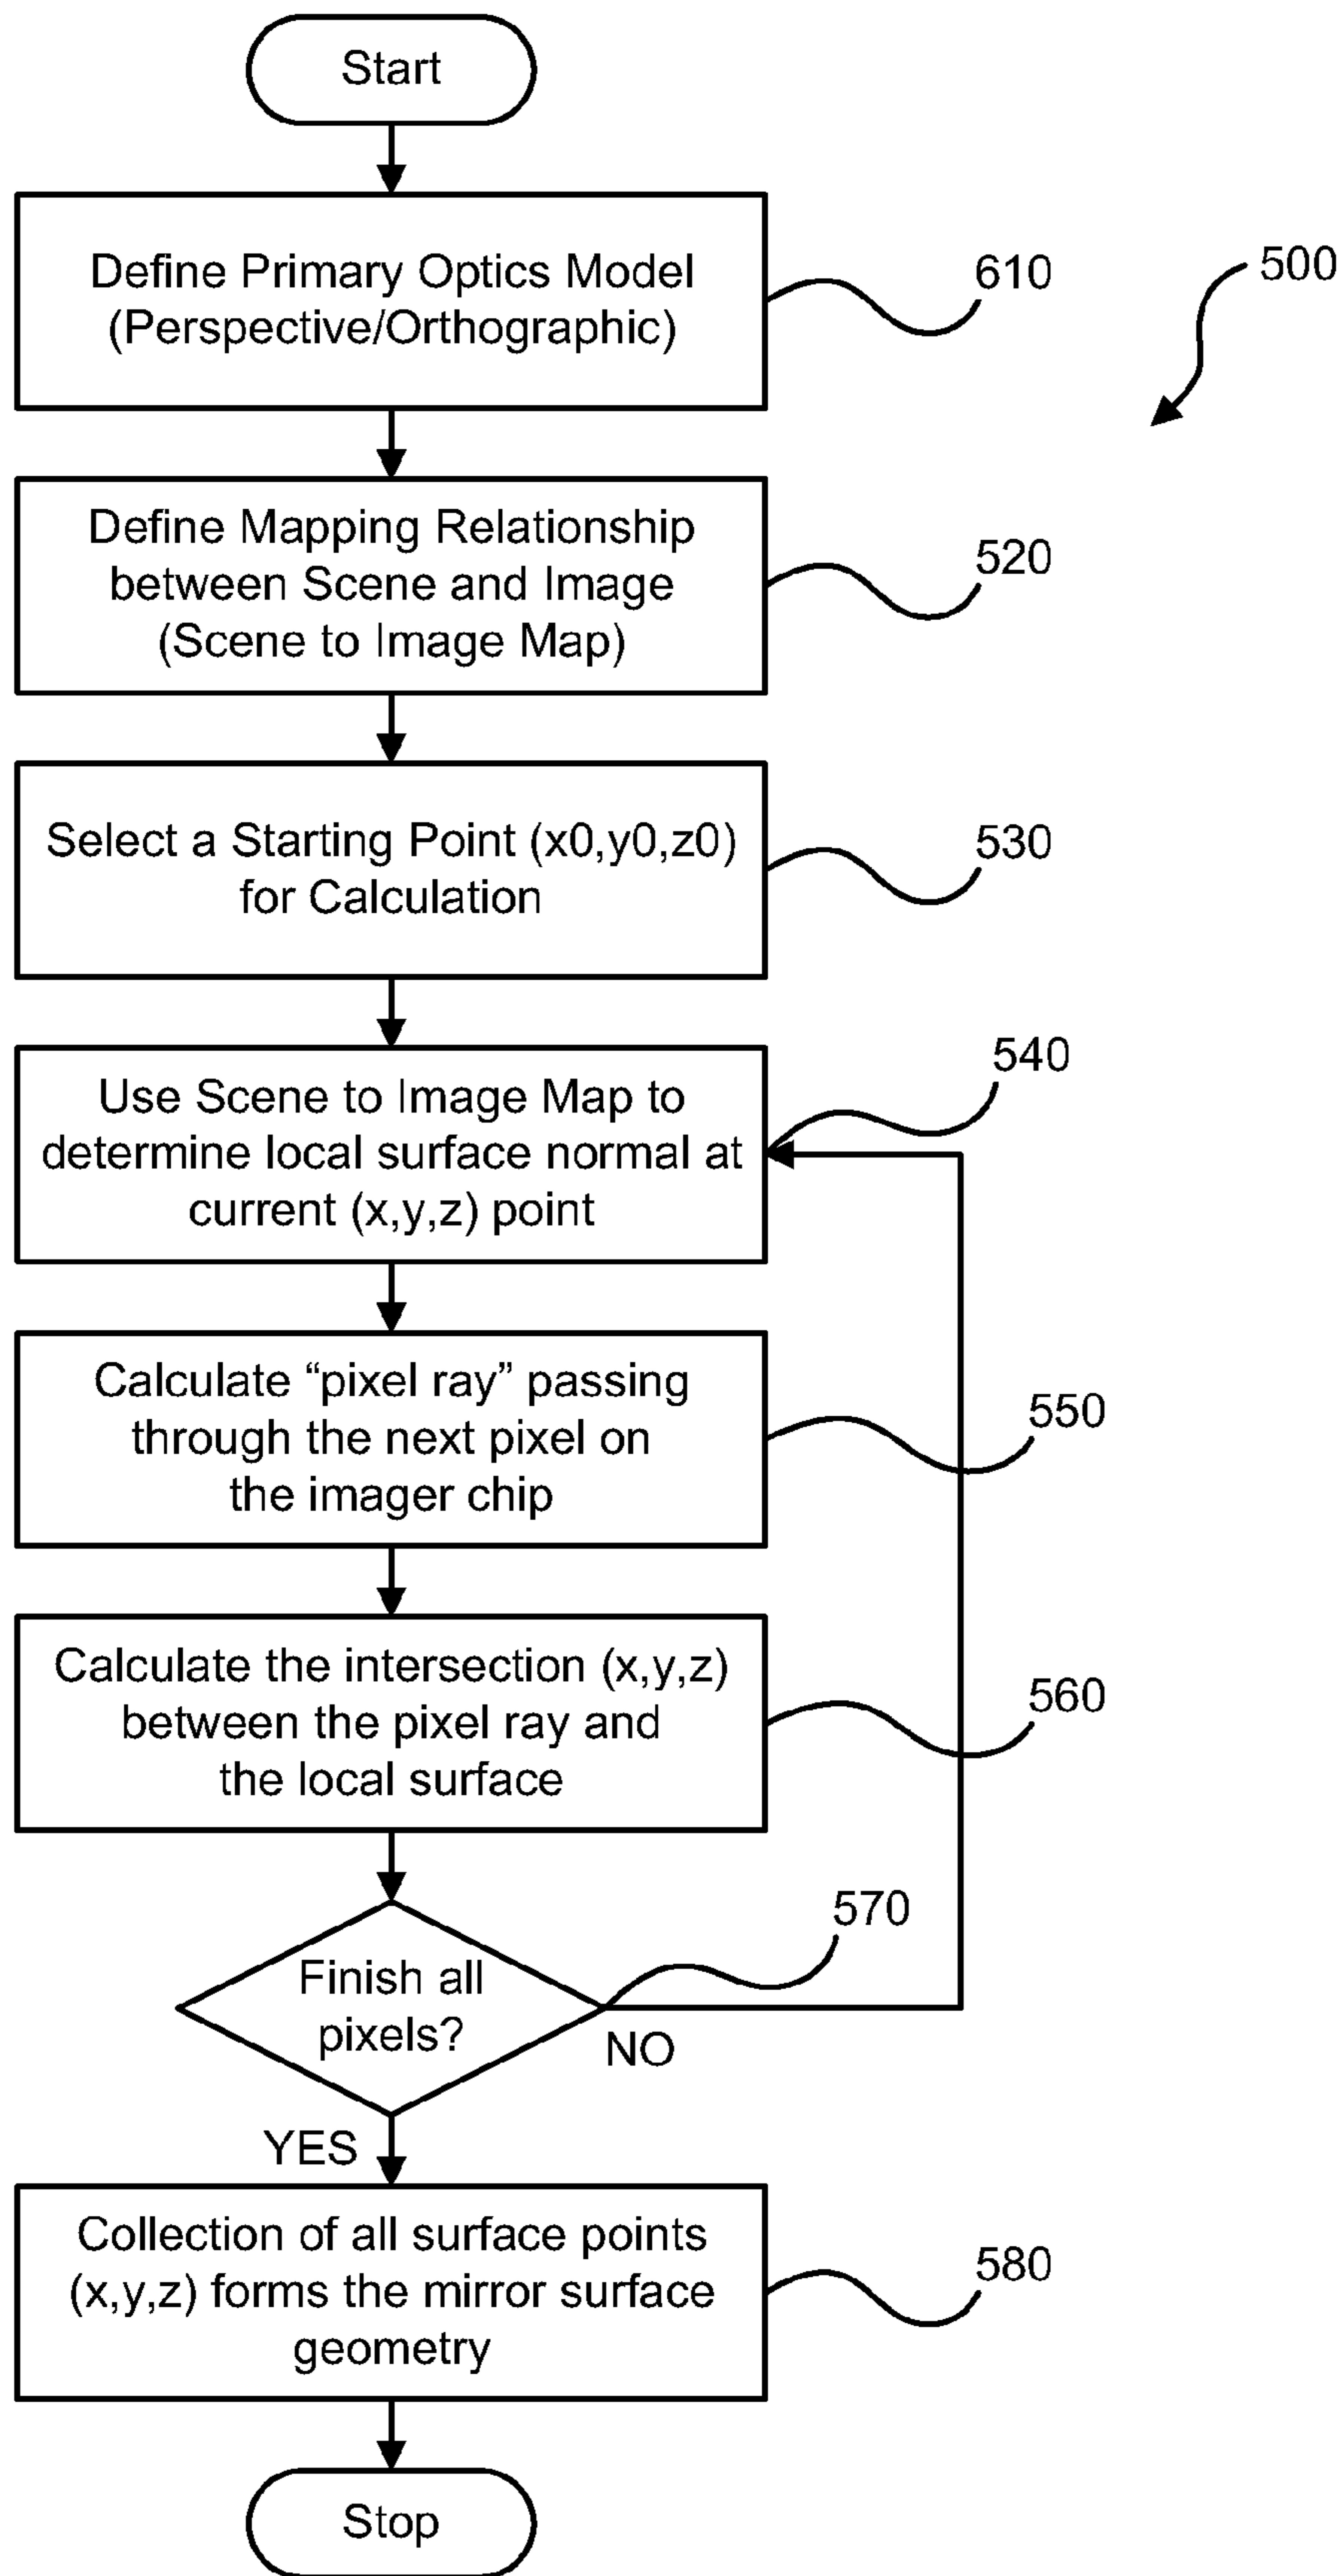 Start
Define Primary Optics Model
(Perspective/Orthographic)
610
500
Define Mapping Relationship
between Scene and Image
(Scene to Image Map)
520
Select a Starting Point (x0,y0,z0)
for Calculation
530
Use Scene to Image Map to
determine local surface normal at
current (x,y,z) point
540
Calculate “pixel ray” passing
through the next pixel on
the imager chip
550
Calculate the intersection (x,y,z)
between the pixel ray and
the local surface
560
Finish all
pixels?
570
NO
YES
Collection of all surface points
(x,y,z) forms the mirror surface
geometry
580
Stop